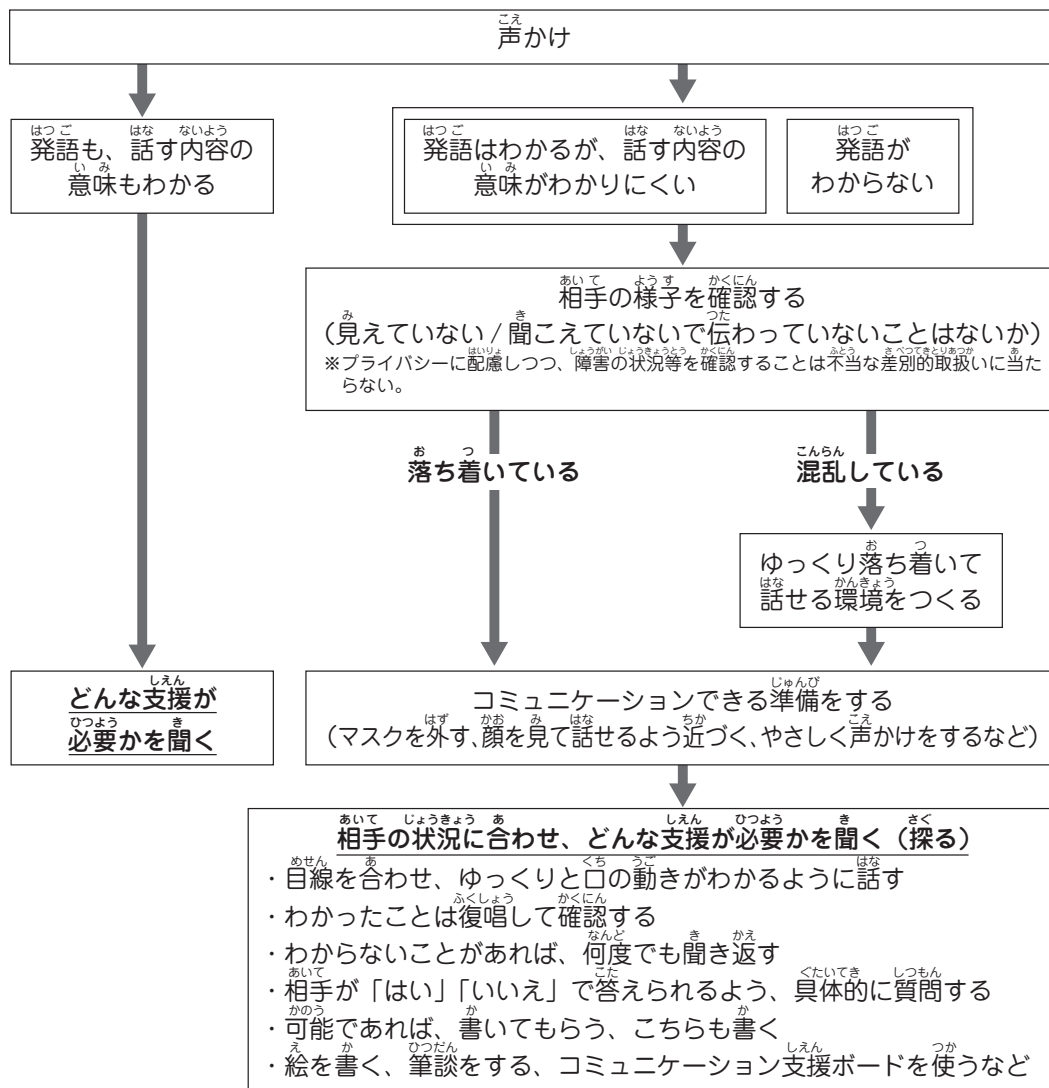 声かけ
発語も、話す内容の
意味もわかる
発語はわかるが、話す内容の
意味がわかりにくい
発語が
わからない
相手の様子を確認する
（見えていない / 聞こえていないで伝わっていないことはないか）
※プライバシーに配慮しつつ、障害の状況等を確認することは不当な差別的取扱いに当た
らない。
落ち着いている
混乱している
ゆっくり落ち着いて
話せる環境をつくる
どんな支援が
必要かを聞く
コミュニケーションできる準備をする
（マスクを外す、顔を見て話せるよう近づく、やさしく声かけをするなど）
相手の状況に合わせ、どんな支援が必要かを聞く（探る）
・目線を合わせ、ゆっくりと口の動きがわかるように話す
・わかったことは復唱して確認する
・わからないことがあれば、何度でも聞き返す
・相手が「はい」「いいえ」で答えられるよう、具体的に質問する
・可能であれば、書いてもらう、こちらも書く
・絵を書く、筆談をする、コミュニケーション支援ボードを使うなど